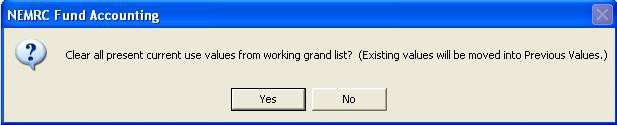 NEMRC Fund Accounting
Clear all present current use values from working grand list? (Existing values will be moved into Previous Values.)
Yes
No